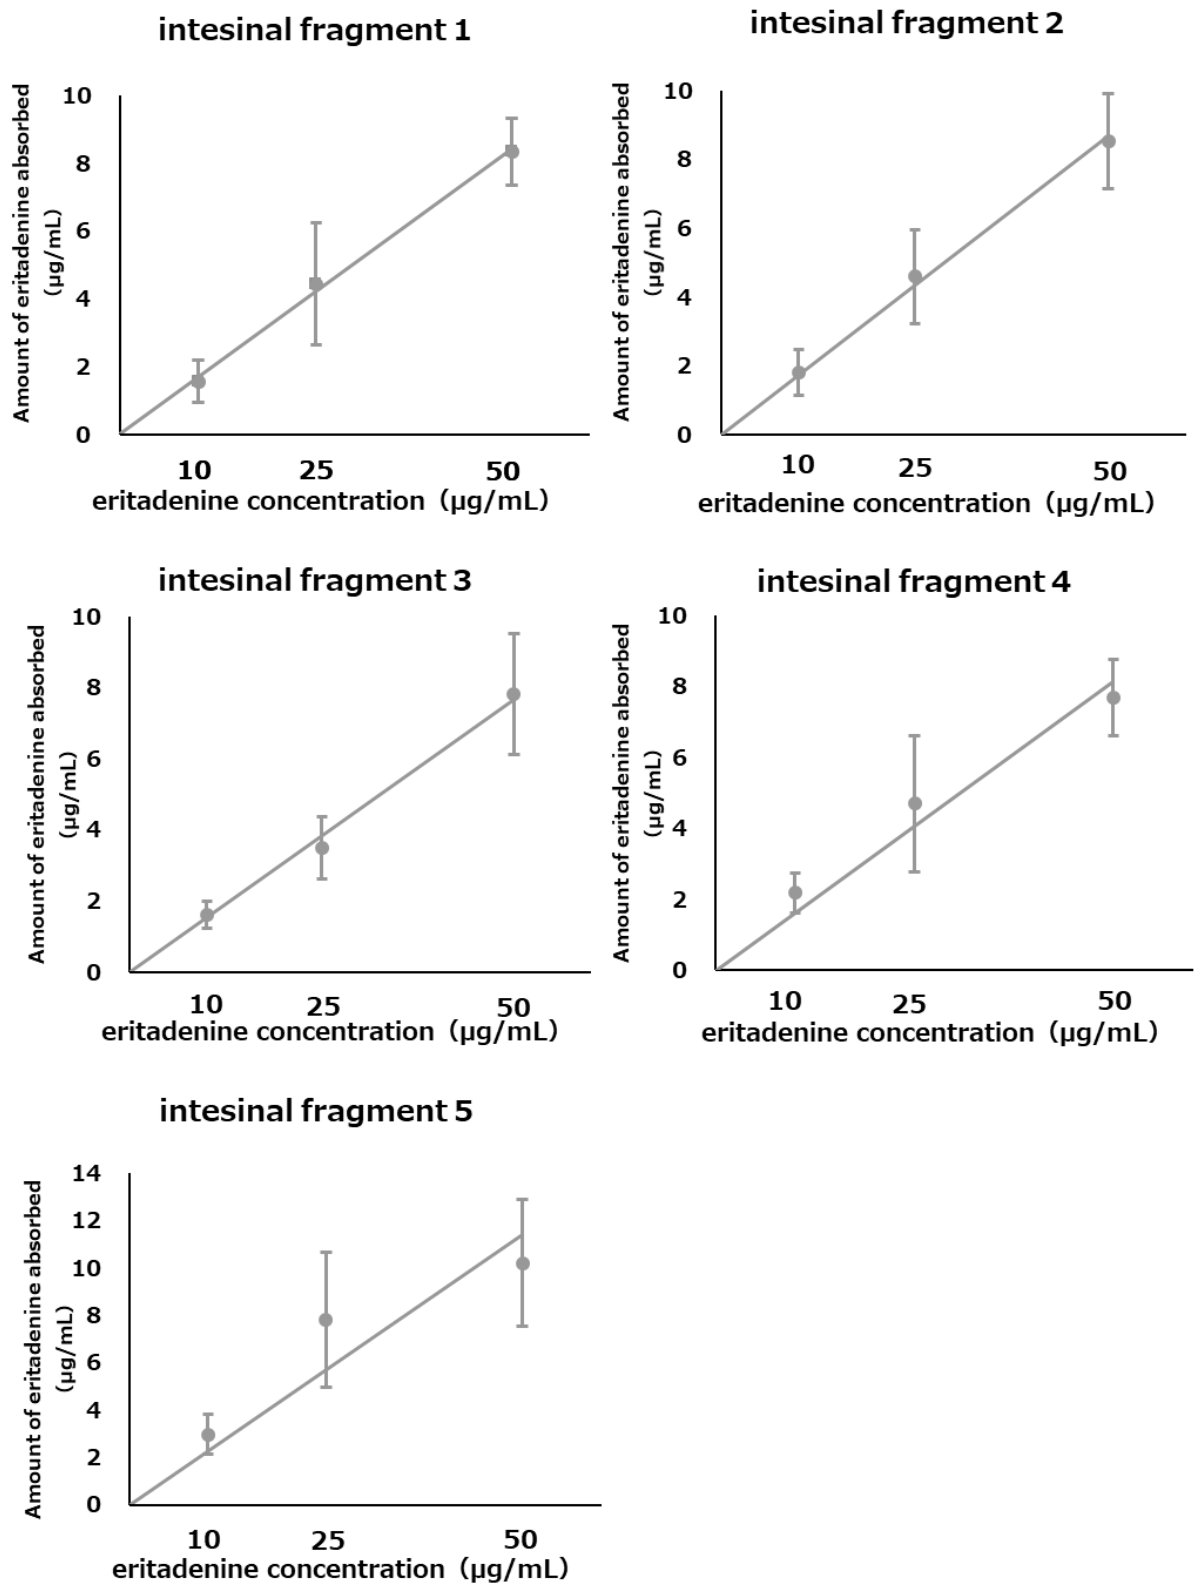 intesinal fragment 1
Amount of eritadenine absorbed
(μg/mL)
10
8
6
4
2
0
10 25 50
eritadenine concentration（μg/mL）
intesinal fragment 2
Amount of eritadenine absorbed
(μg/mL)
10
8
6
4
2
0
10 25 50
eritadenine concentration（μg/mL）
intesinal fragment 3
Amount of eritadenine absorbed
(μg/mL)
10
8
6
4
2
0
10 25 50
eritadenine concentration（μg/mL）
intesinal fragment 4
Amount of eritadenine absorbed
(μg/mL)
10
8
6
4
2
0
10 25 50
eritadenine concentration（μg/mL）
intesinal fragment 5
Amount of eritadenine absorbed
(μg/mL)
14
12
10
8
6
4
2
0
10 25 50
eritadenine concentration（μg/mL）